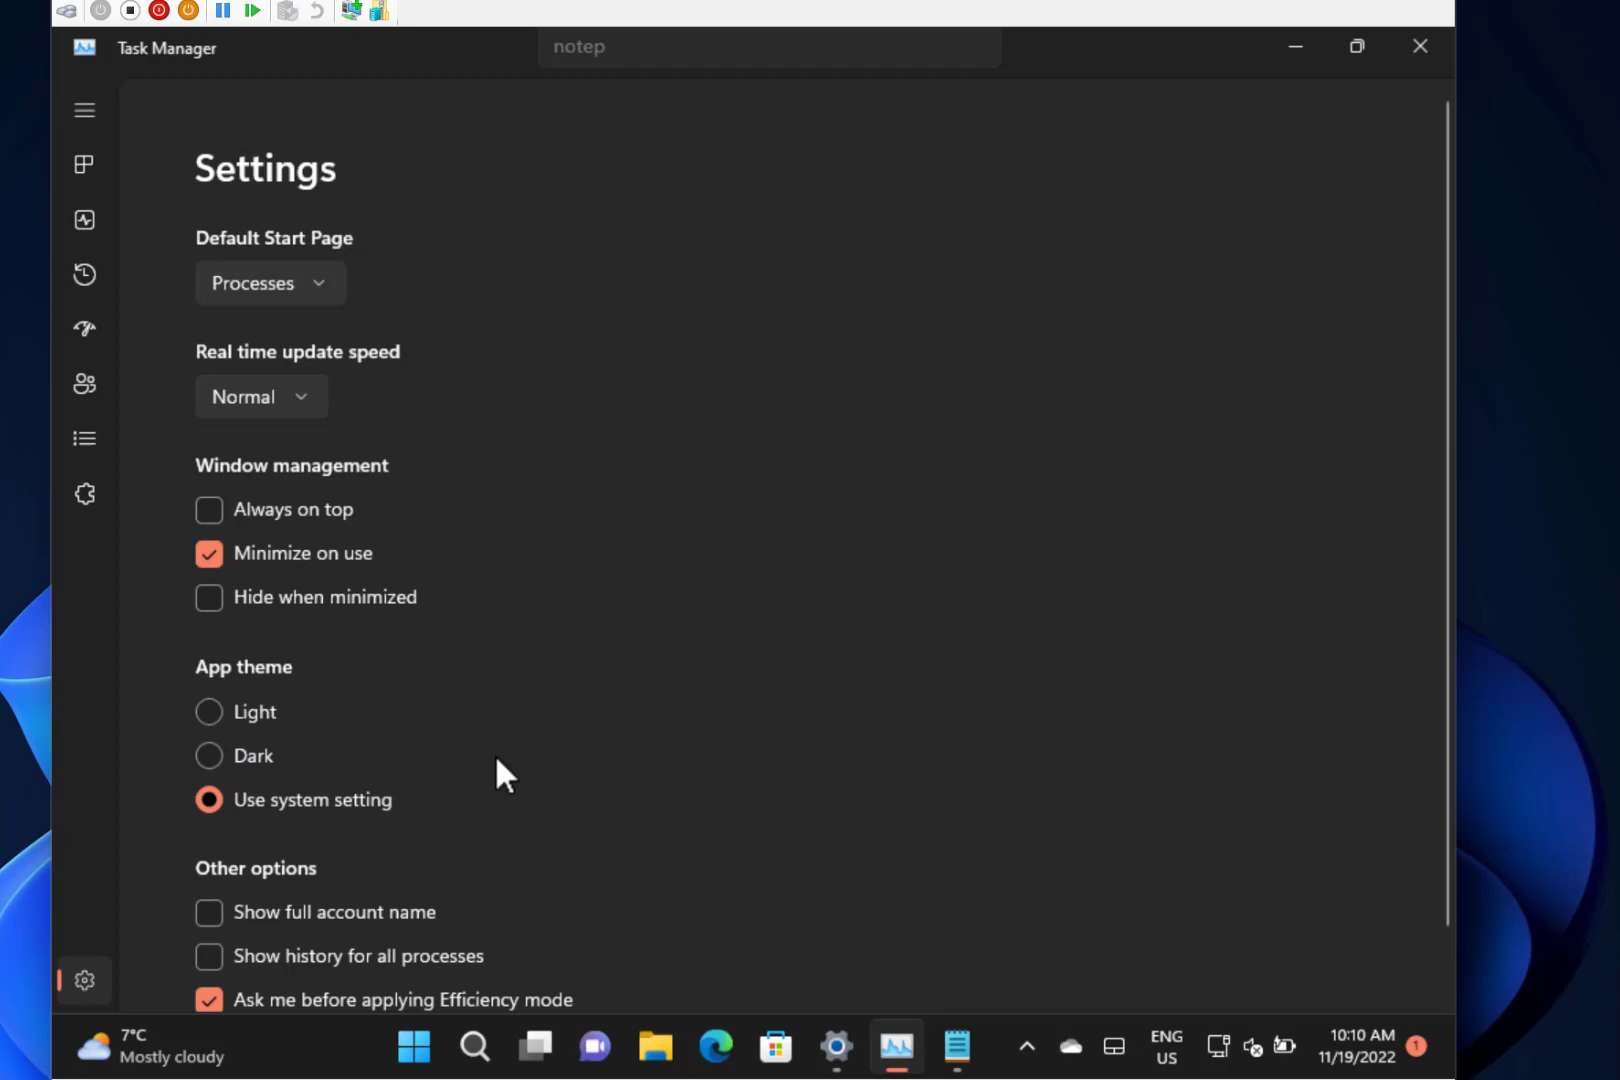 Task Manager
notep
Settings
Default Start Page
Processes
Real time update speed
Normal
Window management
Always on top
Minimize on use
Hide when minimized
App theme
Light
Dark
Use system setting
Other options
Show full account name
Show history for all processes
Ask me before applying Efficiency mode
7°C
Mostly cloudy
ENG
US
10:10 AM
11/19/2022
1